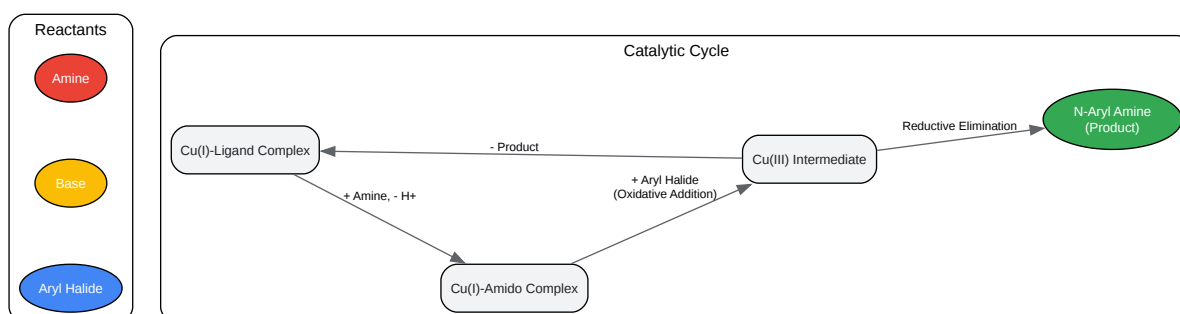 Reactants
Amine
Base
Aryl Halide
Catalytic Cycle
Cu(I)-Ligand Complex
- Product
+ Amine, - H+
Cu(I)-Amido Complex
+ Aryl Halide
(Oxidative Addition)
Cu(III) Intermediate
Reductive Elimination
N-Aryl Amine
(Product)